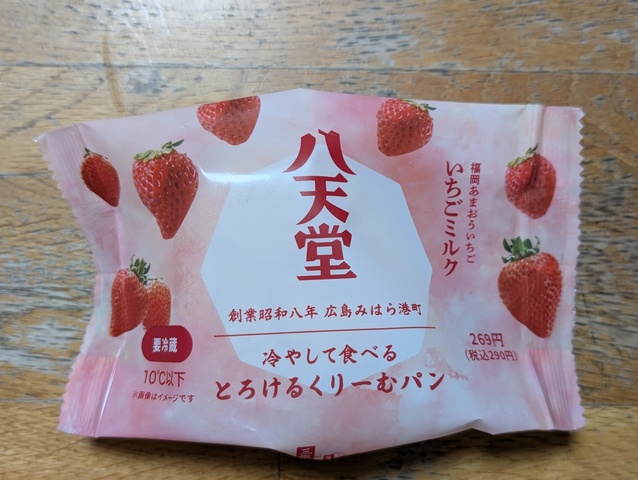 八天堂
福岡あまおういちご
いちごミルク
創業昭和八年 広島みはら港町
冷やして食べる
とろけるくりーむパン
269円
(税込290円)
要冷蔵
10℃以下
※画像はイメージです